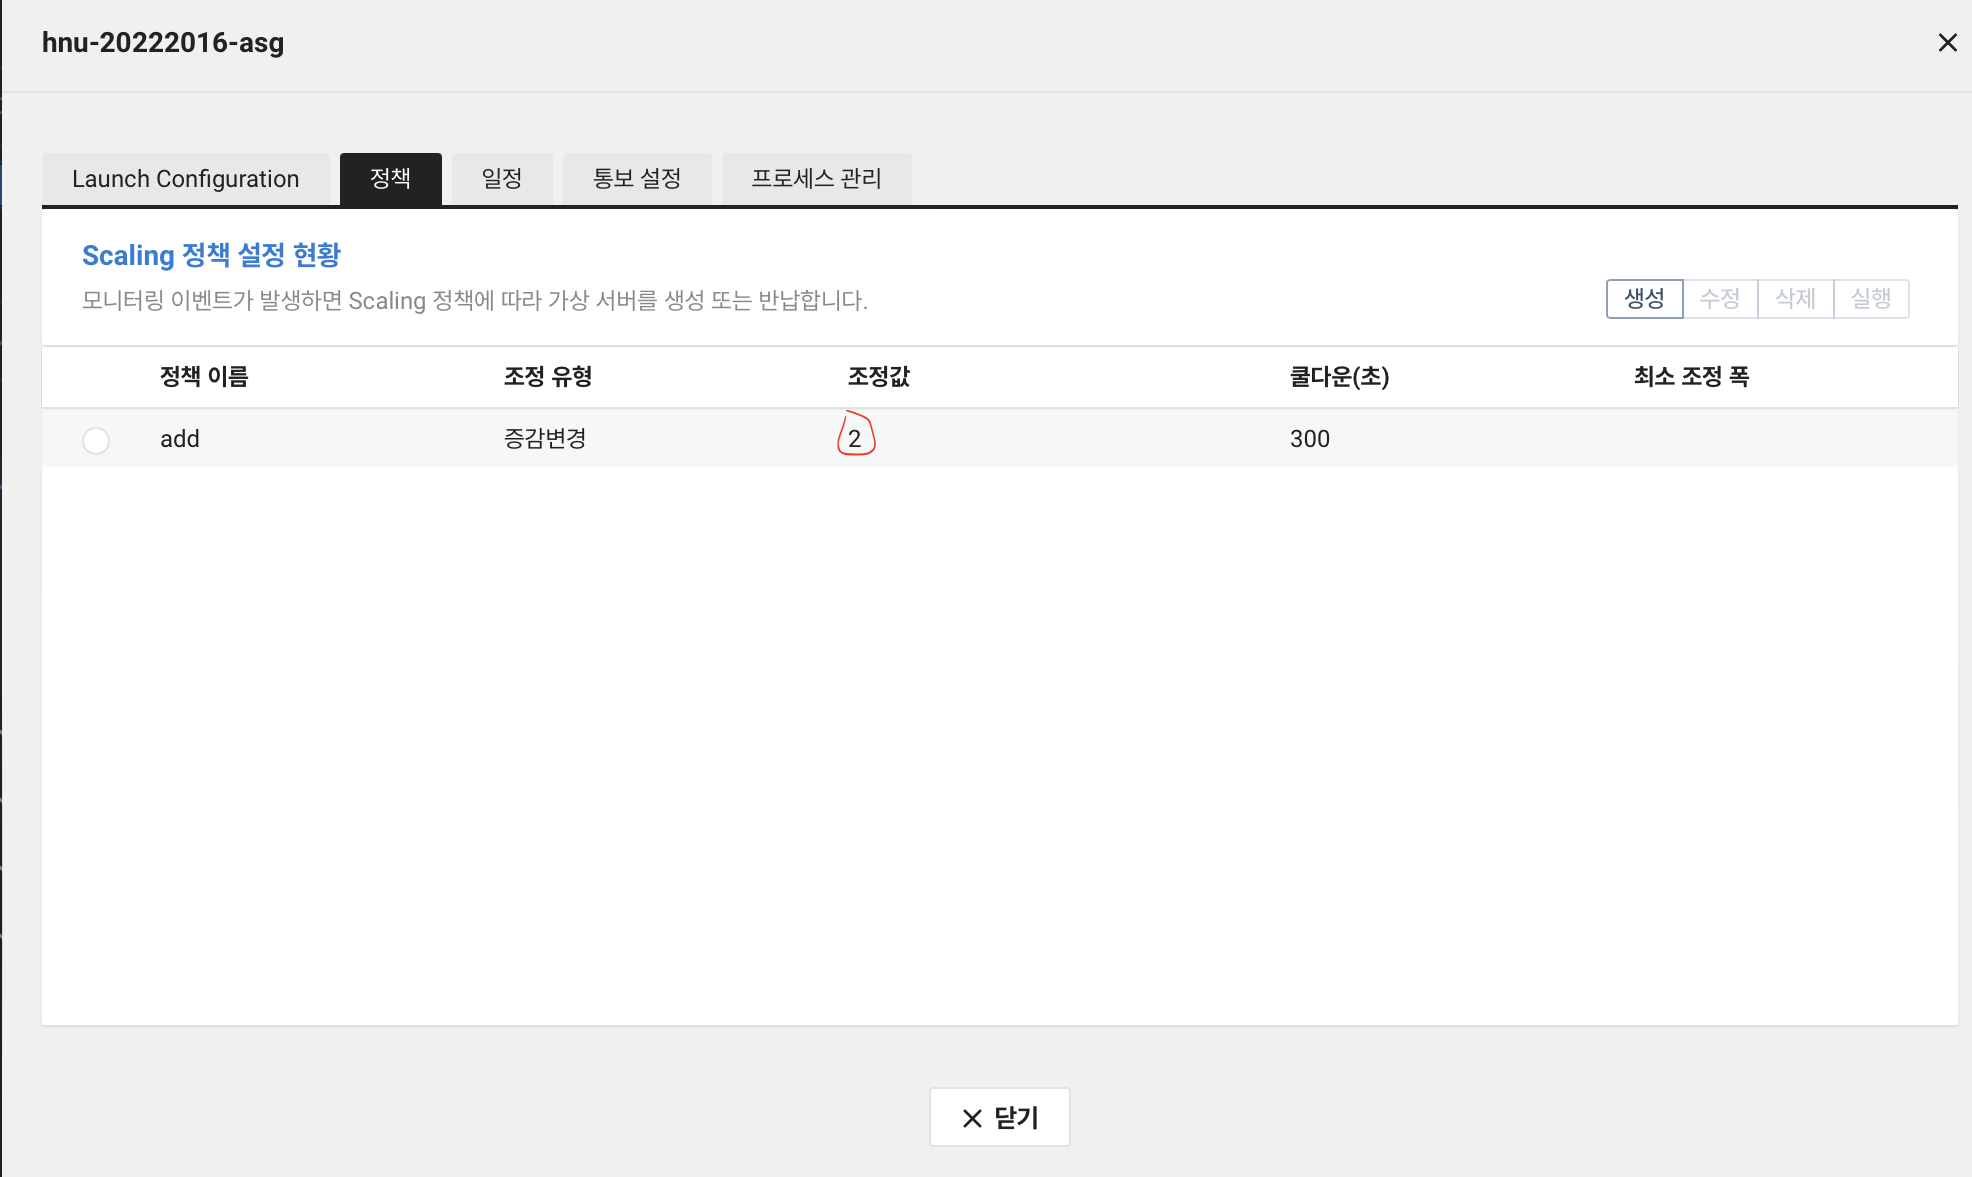 hnu-20222016-asg
Launch Configuration 정책 일정 통보 설정 프로세스 관리
Scaling 정책 설정 현황
모니터링 이벤트가 발생하면 Scaling 정책에 따라 가상 서버를 생성 또는 반납합니다.
생성 수정 삭제 실행
정책 이름 조정 유형 조정값 쿨다운(초) 최소 조정 폭
add 증감변경 2 300
닫기